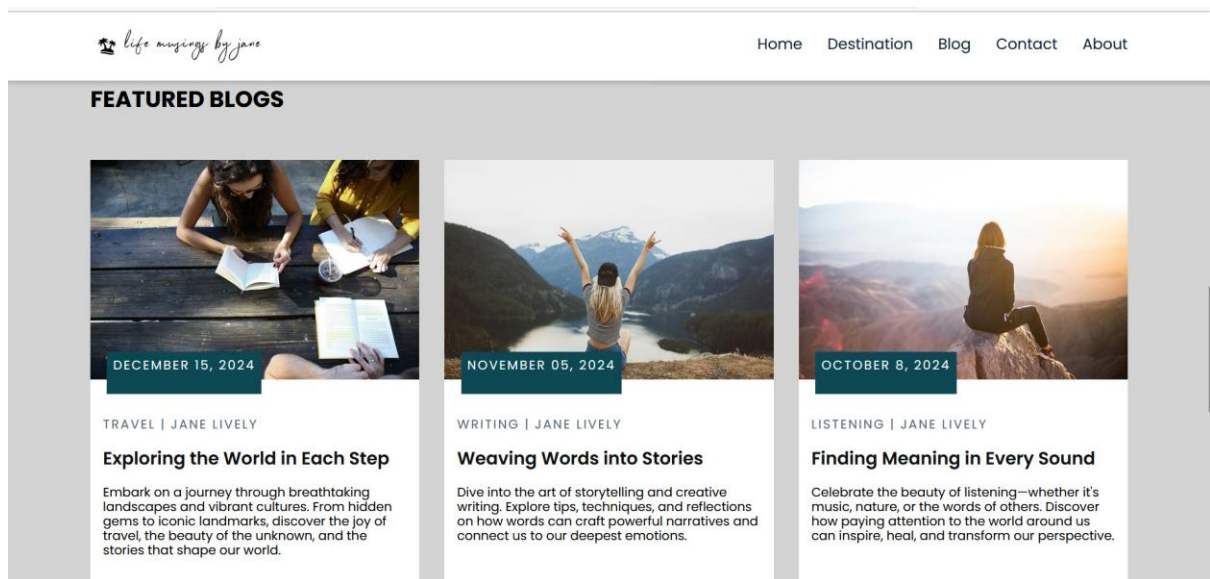 life musings by jane
Home Destination Blog Contact About
FEATURED BLOGS
DECEMBER 15, 2024
TRAVEL | JANE LIVELY
Exploring the World in Each Step
Embark on a journey through breathtaking
landscapes and vibrant cultures. From hidden
gems to iconic landmarks, discover the joy of
travel, the beauty of the unknown, and the
stories that shape our world.
NOVEMBER 05, 2024
WRITING | JANE LIVELY
Weaving Words into Stories
Dive into the art of storytelling and creative
writing. Explore tips, techniques, and reflections
on how words can craft powerful narratives and
connect us to our deepest emotions.
OCTOBER 8, 2024
LISTENING | JANE LIVELY
Finding Meaning in Every Sound
Celebrate the beauty of listening—whether it's
music, nature, or the words of others. Discover
how paying attention to the world around us
can inspire, heal, and transform our perspective.